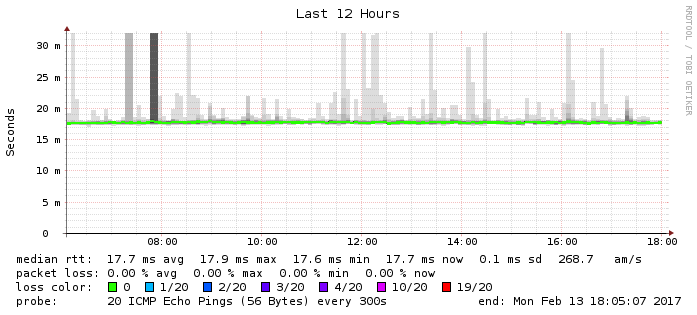 Last 12 Hours
RRDTOOL / TOBI OETIKER
Seconds
30 m
25 m
20 m
15 m
10 m
5 m
0
08:00 10:00 12:00 14:00 16:00 18:00
median rtt: 17.7 ms avg 17.9 ms max 17.6 ms min 17.7 ms now 0.1 ms sd 268.7 am/s
packet loss: 0.00 % avg 0.00 % max 0.00 % min 0.00 % now
loss color: 0 1/20 2/20 3/20 4/20 10/20 19/20
probe: 20 ICMP Echo Pings (56 Bytes) every 300s end: Mon Feb 13 18:05:07 2017